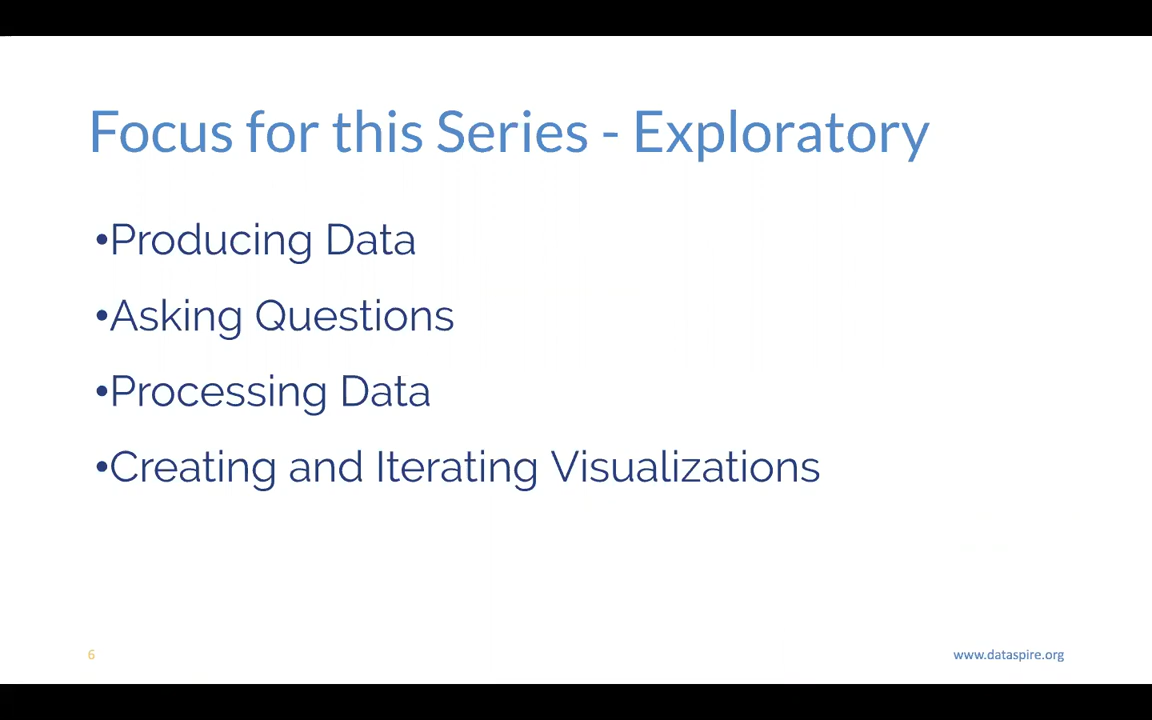 Focus for this Series - Exploratory
•Producing Data
•Asking Questions
•Processing Data
•Creating and Iterating Visualizations
6
www.dataspire.org